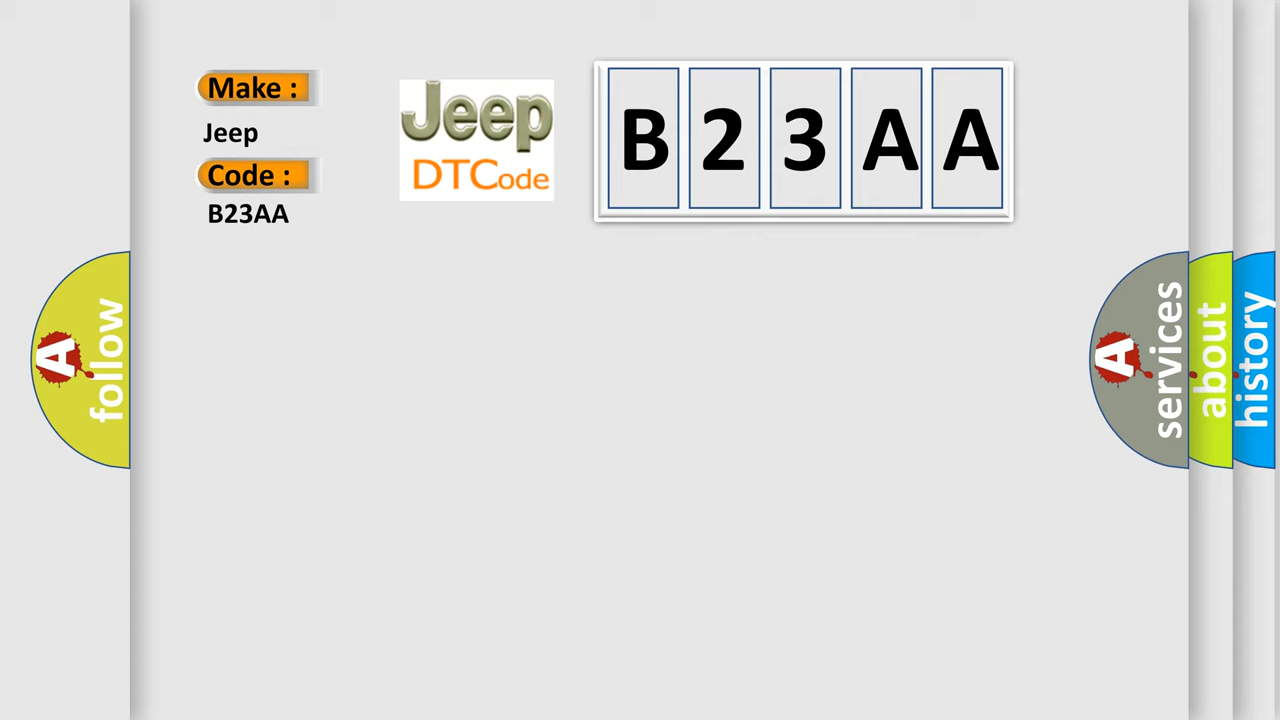 Make :
Jeep
Code :
B23AA
Jeep
DTCode
B 2 3 A A
A follow
A services
about
history